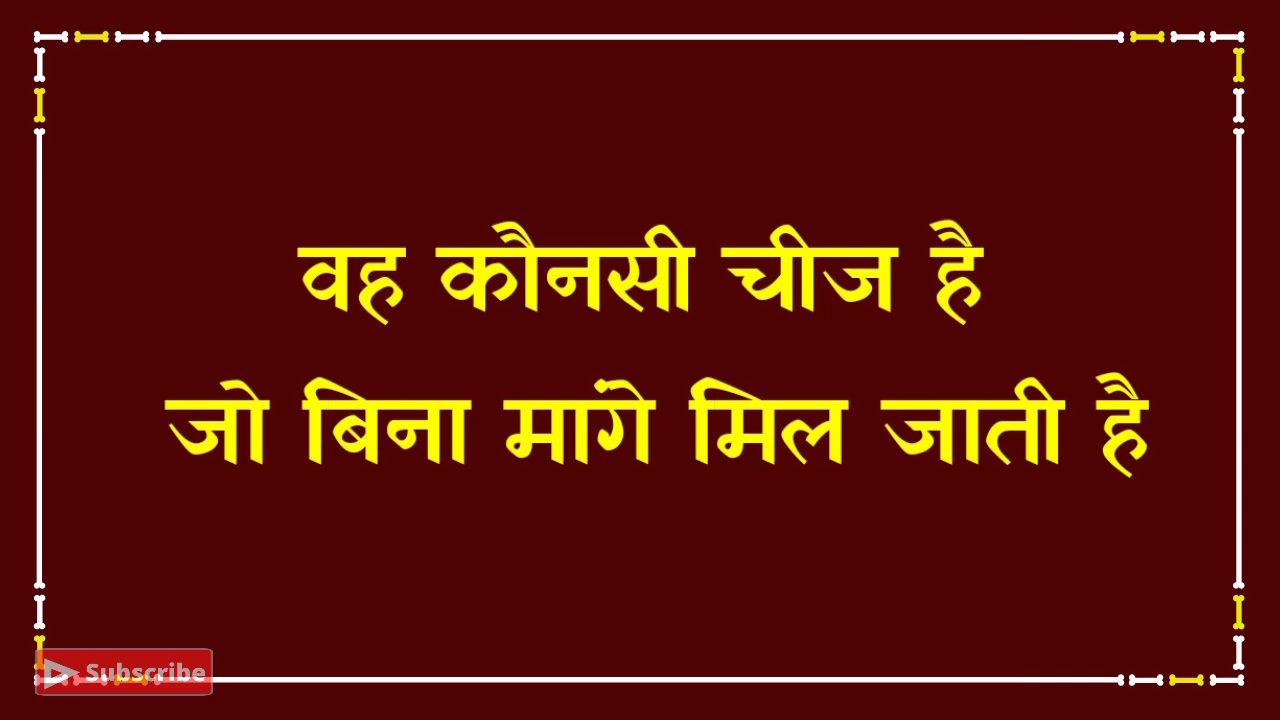 वह कौनसी चीज है
जो बिना मागंे मिल जाती है
Subscribe